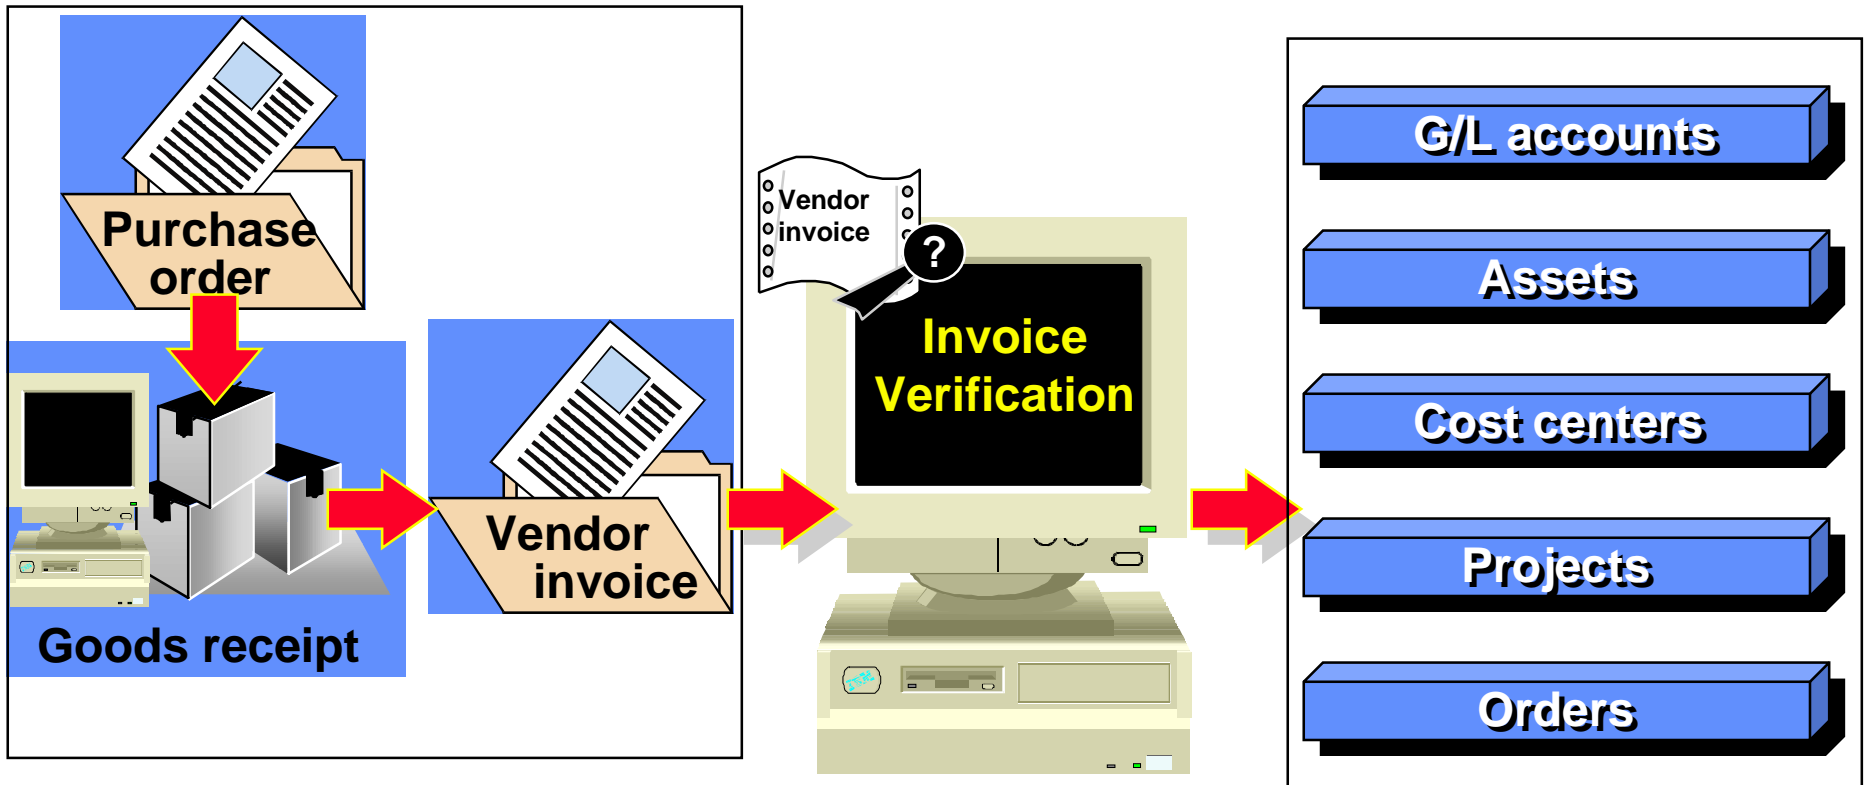 Purchase
order
Goods receipt
Vendor
invoice
Vendor
invoice
?
Invoice
Verification
G/L accounts
Assets
Cost centers
Projects
Orders